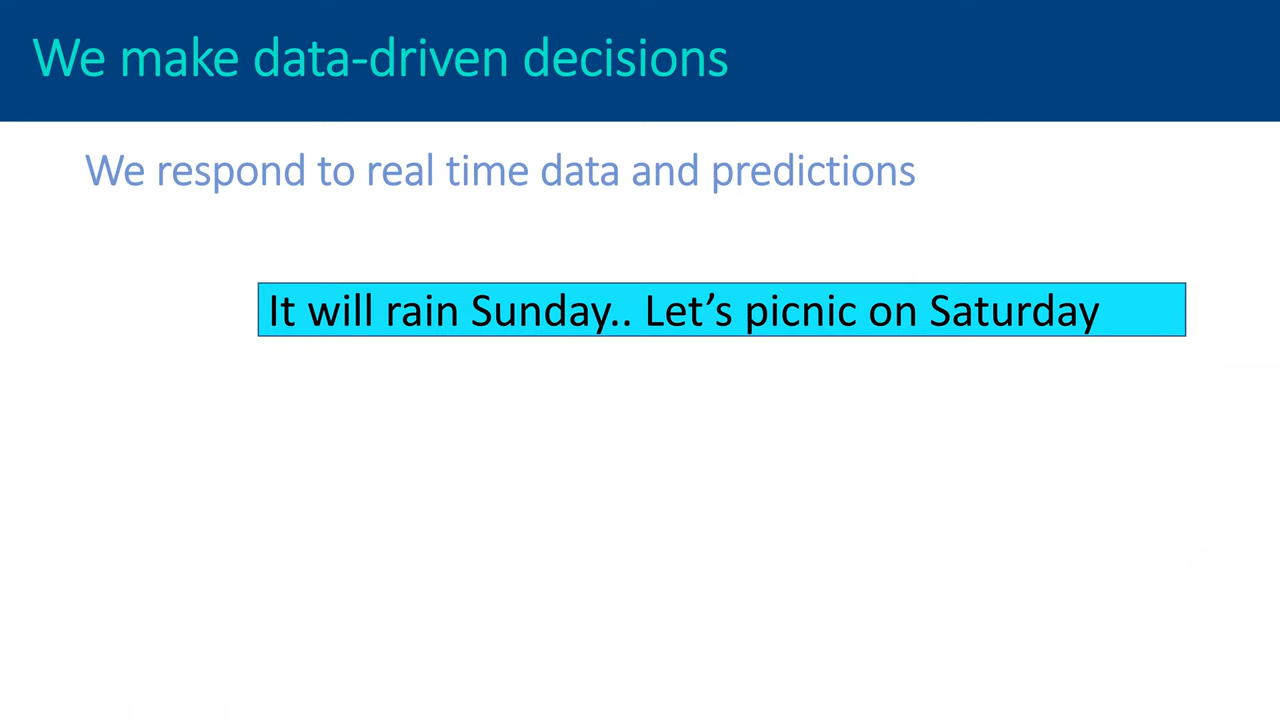 We make data-driven decisions
We respond to real time data and predictions
It will rain Sunday.. Let’s picnic on Saturday